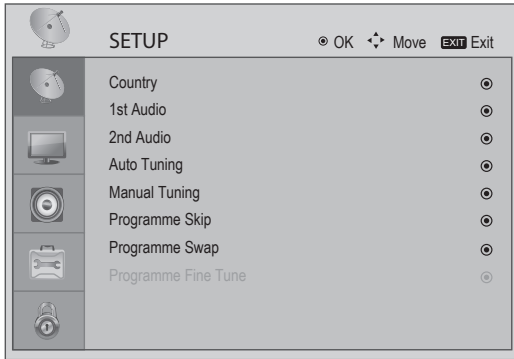 SETUP OK Move EXIT Exit
Country
1st Audio
2nd Audio
Auto Tuning
Manual Tuning
Programme Skip
Programme Swap
Programme Fine Tune